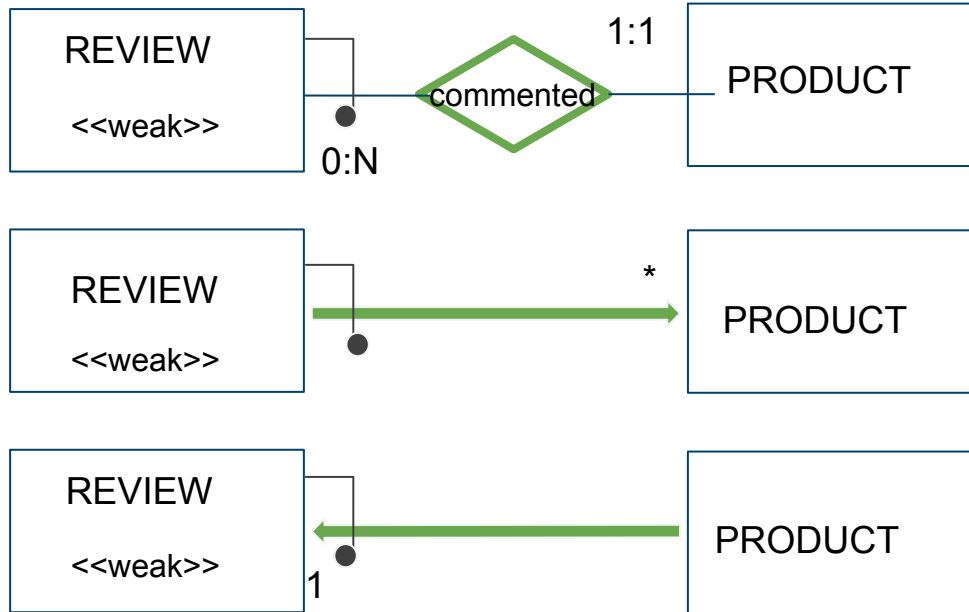 REVIEW
<<weak>>
0:N
commented
1:1
PRODUCT
REVIEW
<<weak>>
*
PRODUCT
REVIEW
<<weak>>
1
PRODUCT